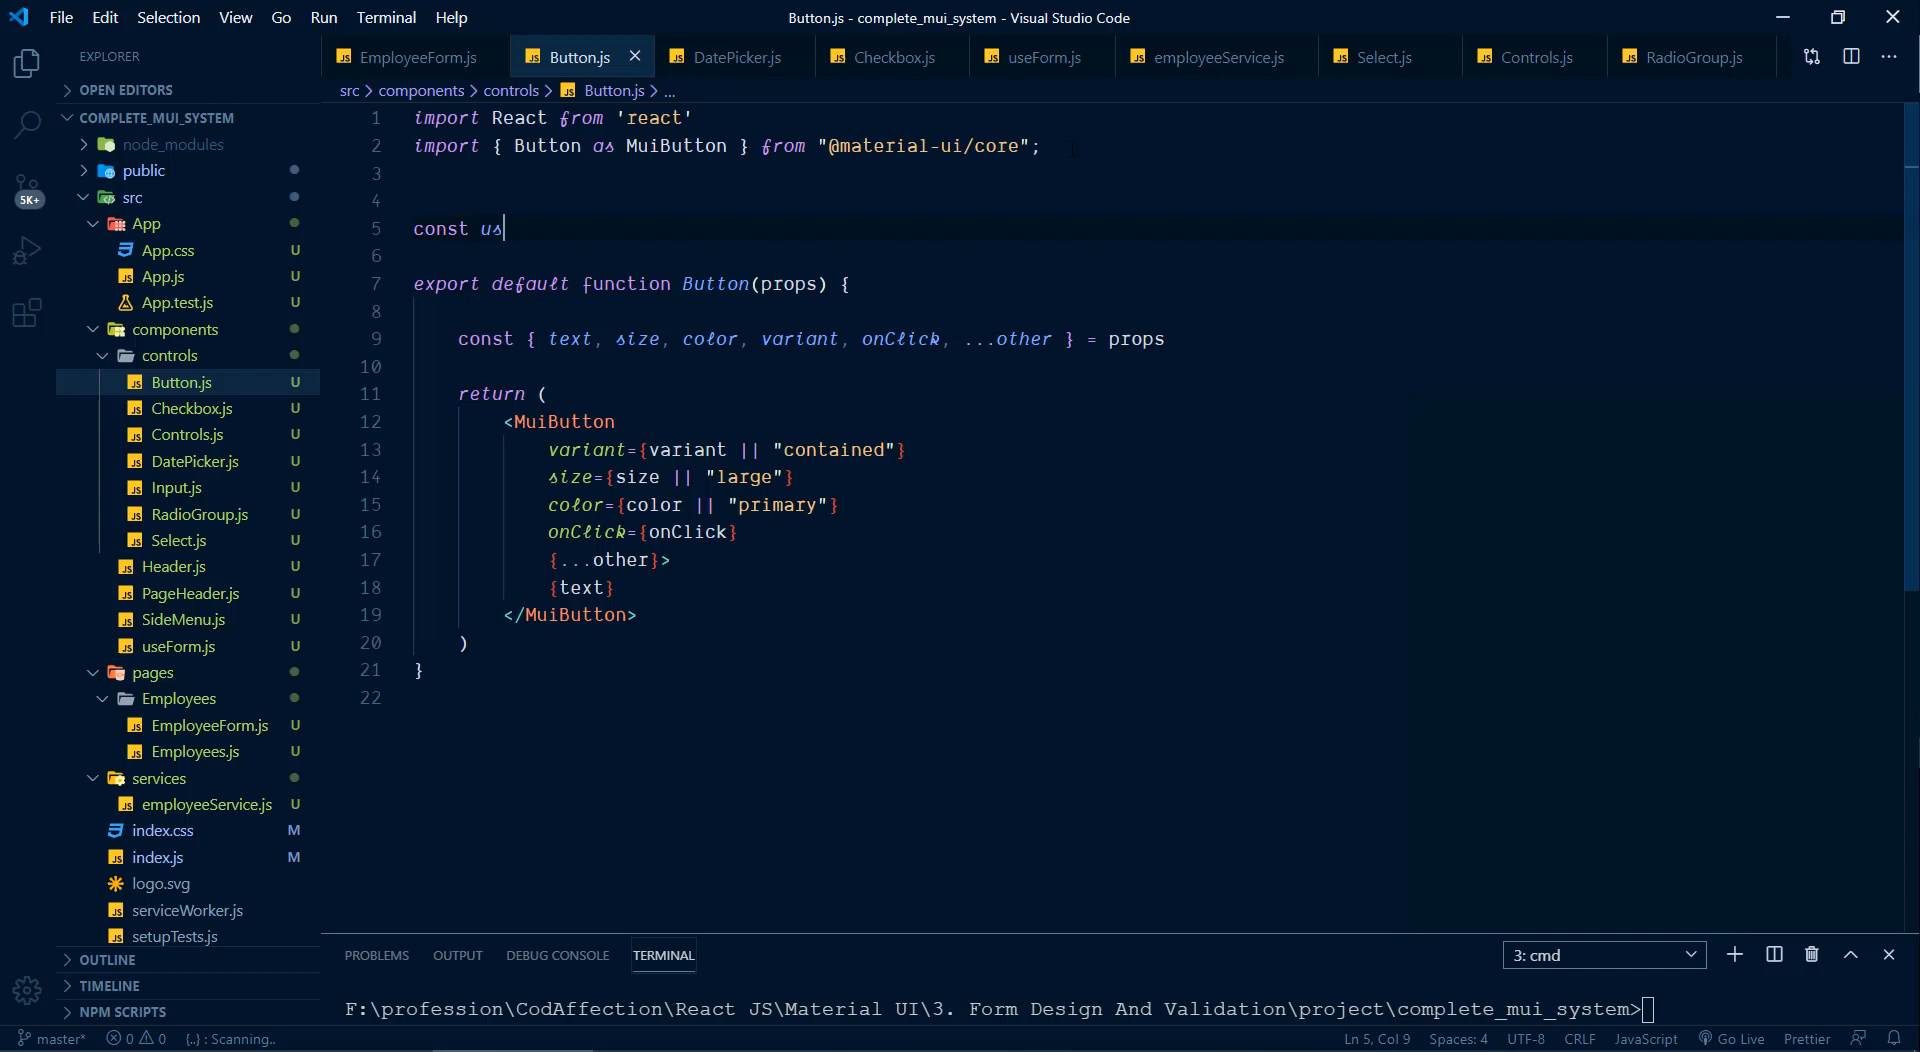 File Edit Selection View Go Run Terminal Help
Button.js - complete_mui_system - Visual Studio Code
EXPLORER
EmployeeForm.js Button.js DatePicker.js Checkbox.js useForm.js employeeService.js Select.js Controls.js RadioGroup.js
OPEN EDITORS
COMPLETE_MUI_SYSTEM
node_modules
public
src
App
App.css U
App.js U
App.test.js U
components
controls
Button.js U
Checkbox.js U
Controls.js U
DatePicker.js U
Input.js U
RadioGroup.js U
Select.js U
Header.js U
PageHeader.js U
SideMenu.js U
useForm.js U
pages
Employees
EmployeeForm.js U
Employees.js U
services
employeeService.js U
index.css M
index.js M
logo.svg
serviceWorker.js
setupTests.js
OUTLINE
TIMELINE
NPM SCRIPTS
5K+
src > components > controls > Button.js > ...
1 import React from 'react'
2 import { Button as MuiButton } from "@material-ui/core";
3
4
5 const us
6
7 export default function Button(props) {
8
9 const { text, size, color, variant, onClick, ...other } = props
10
11 return (
12 <MuiButton
13 variant={variant || "contained"}
14 size={size || "large"}
15 color={color || "primary"}
16 onClick={onClick}
17 {...other}>
18 {text}
19 </MuiButton>
20 )
21 }
22
PROBLEMS OUTPUT DEBUG CONSOLE TERMINAL
3: cmd
F:\profession\CodAffection\React JS\Material UI\3. Form Design And Validation\project\complete_mui_system>
master* 0 0 {..} : Scanning..
Ln 5, Col 9 Spaces: 4 UTF-8 CRLF JavaScript Go Live Prettier